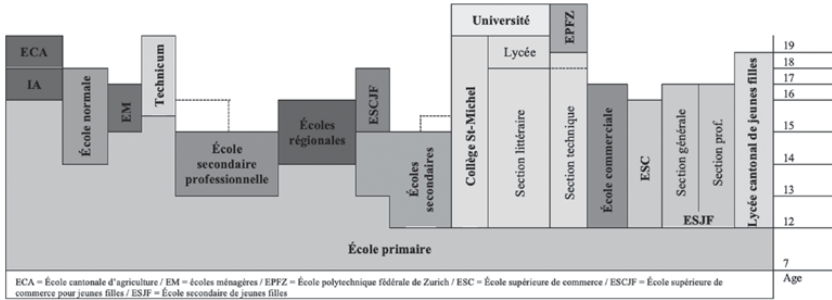 Université
EPFZ
ECA
IA
École normale
EM
Technicum
École
secondaire
professionnelle
Écoles
régionales
ESCJF
Écoles
secondaires
Collège St-Michel
Lycée
Section littéraire
Section technique
École commerciale
ESC
Section générale
Section prof.
ESJF
Lycée cantonal de jeunes filles
19
18
17
16
15
14
13
12
7
Age
École primaire
ECA = École cantonale d'agriculture / EM = écoles ménagères / EPFZ = École polytechnique fédérale de Zurich / ESC = École supérieure de commerce / ESCJF = École supérieure de
commerce pour jeunes filles / ESJF = École secondaire de jeunes filles